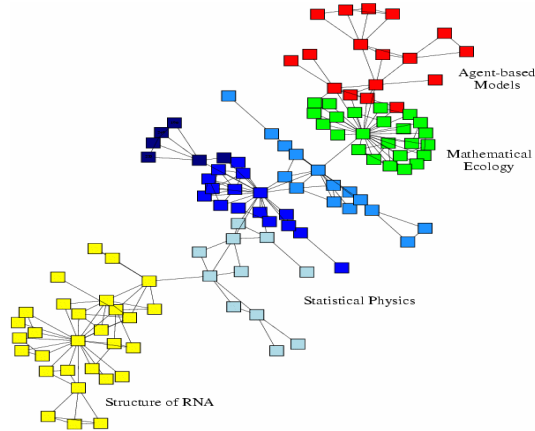 Agent-based
Models
Mathematical
Ecology
Statistical Physics
Structure of RNA